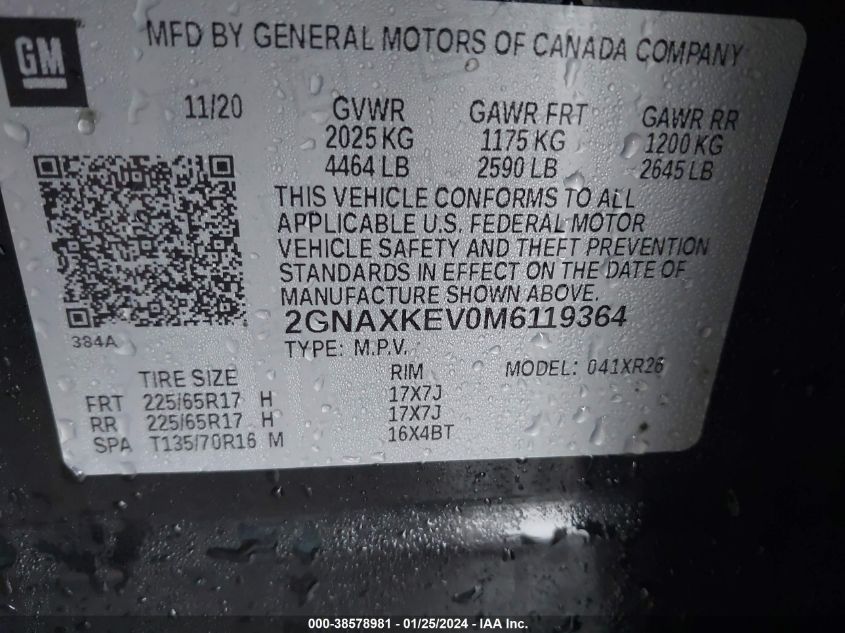 GM
MFD BY GENERAL MOTORS OF CANADA COMPANY
11/20 GVWR GAWR FRT GAWR RR
2025 KG 1175 KG 1200 KG
4464 LB 2590 LB 2645 LB
THIS VEHICLE CONFORMS TO ALL
APPLICABLE U.S. FEDERAL MOTOR
VEHICLE SAFETY AND THEFT PREVENTION
STANDARDS IN EFFECT ON THE DATE OF
MANUFACTURE SHOWN ABOVE.
2GNAXKEV0M6119364
384A
TYPE: M.P.V. MODEL: 041XR26
TIRE SIZE RIM
FRT 225/65R17 H 17X7J
RR 225/65R17 H 17X7J
SPA T135/70R16 M 16X4BT
000-38578981 - 01/25/2024 - IAA Inc.